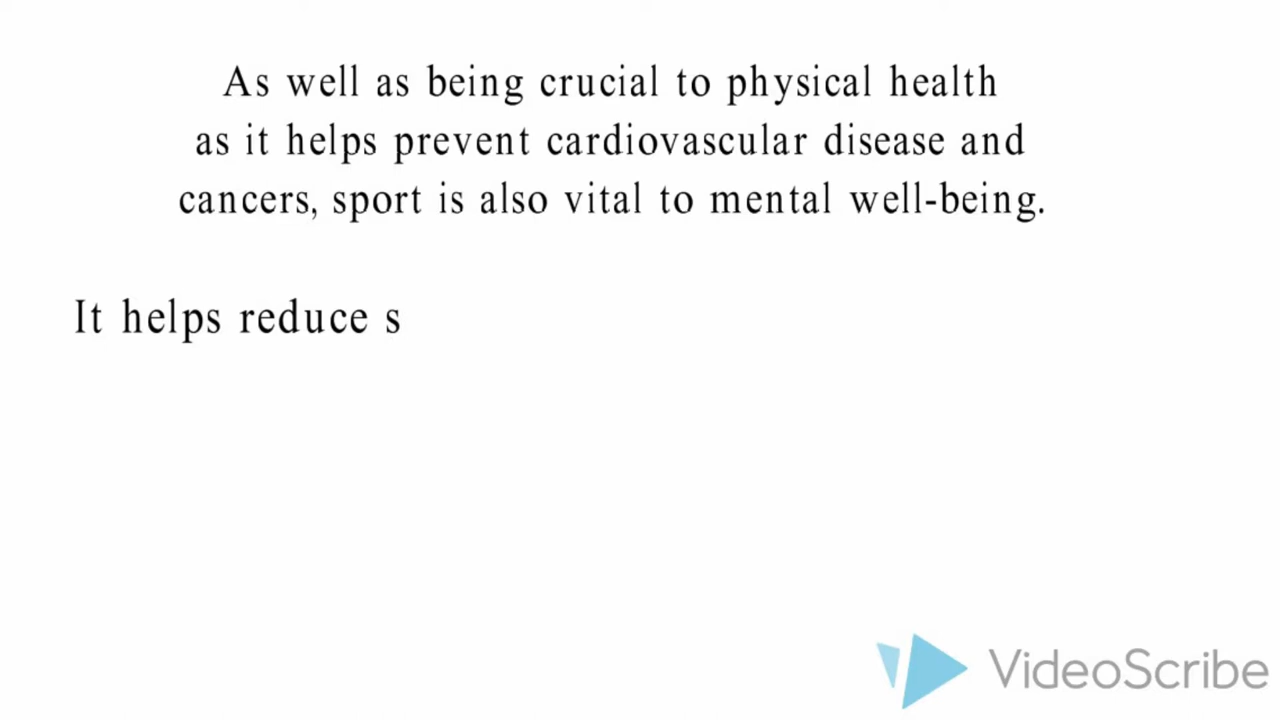 As well as being crucial to physical health
as it helps prevent cardiovascular disease and
cancers, sport is also vital to mental well-being.
It helps reduce s
VideoScribe